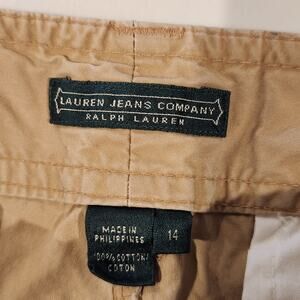 LAUREN JEANS COMPANY
RALPH LAUREN
MADE IN
PHILIPPINES
100% COTTON/
COTON
14